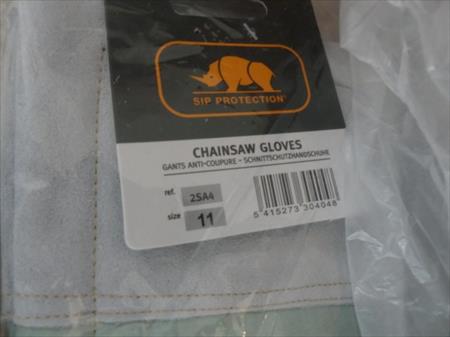 SIP PROTECTION
CHAINSAW GLOVES
GANTS ANTI-COUPURE - SCHNITTSCHUTZHANDSCHUHE
ref. 2SA4
size 11
5 415273 304048